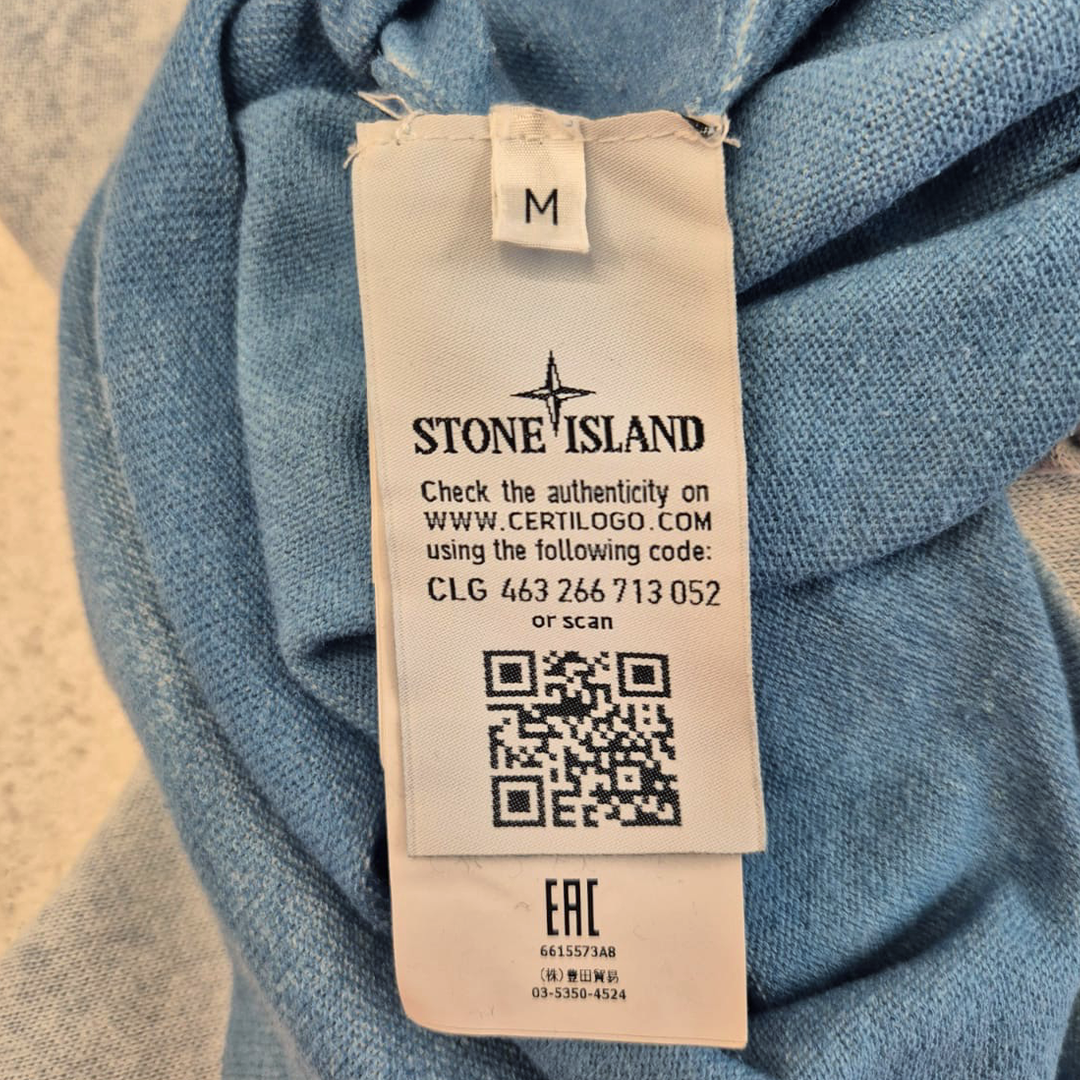 M
STONE ISLAND
Check the authenticity on
WWW.CERTILOGO.COM
using the following code:
CLG 463 266 713 052
or scan
EAC
6615573A8
(株)豊田貿易
03-5350-4524